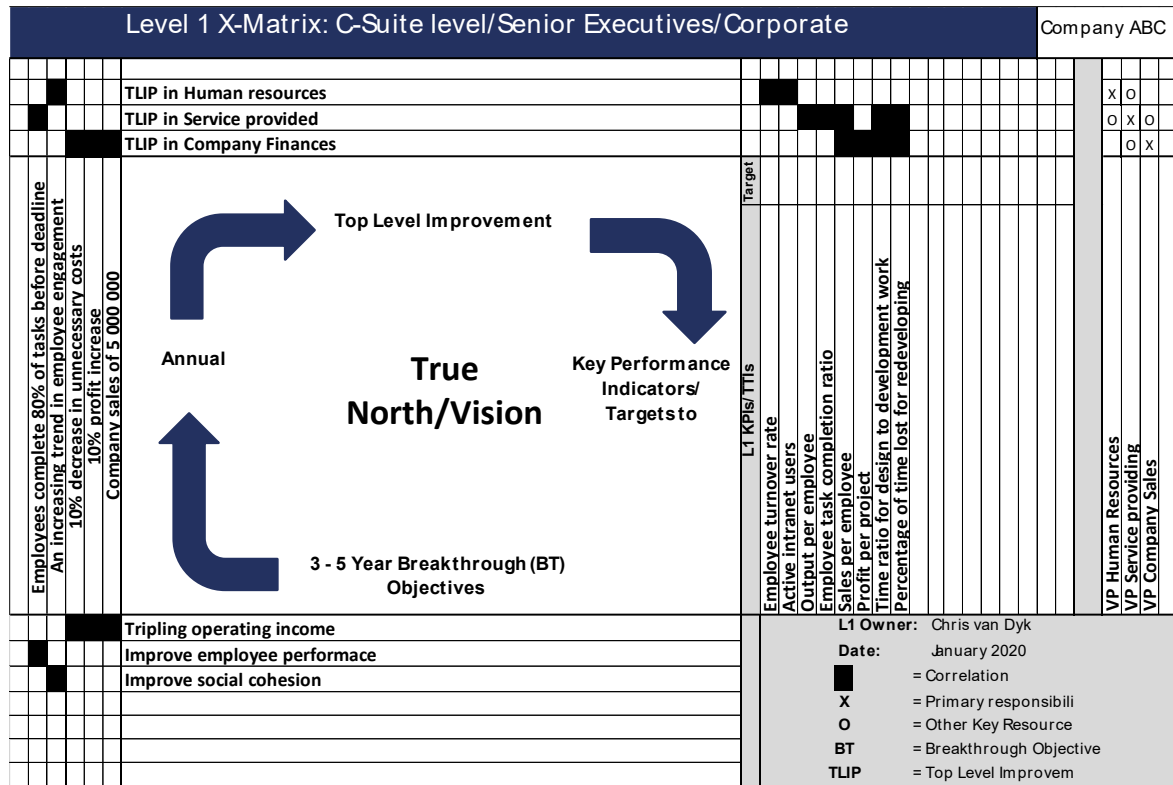 Level 1 X-Matrix: C-Suite level/Senior Executives/Corporate
Company ABC
TLIP in Human resources
X O
TLIP in Service provided
O X O
TLIP in Company Finances
O X
Employees complete 80% of tasks before deadline
An increasing trend in employee engagement
10% decrease in unnecessary costs
10% profit increase
Company sales of 5 000 000
Top Level Improvement
Annual
True
North/Vision
Key Performance
Indicators/
Targets to
3 - 5 Year Breakthrough (BT)
Objectives
Target
L1 KPIs/TTIs
Employee turnover rate
Active intranet users
Output per employee
Employee task completion ratio
Sales per employee
Profit per project
Time ratio for design to development work
Percentage of time lost for redeveloping
VP Human Resources
VP Service providing
VP Company Sales
Tripling operating income
Improve employee performace
Improve social cohesion
L1 Owner: Chris van Dyk
Date: January 2020
= Correlation
X = Primary responsibili
O = Other Key Resource
BT = Breakthrough Objective
TLIP = Top Level Improvem